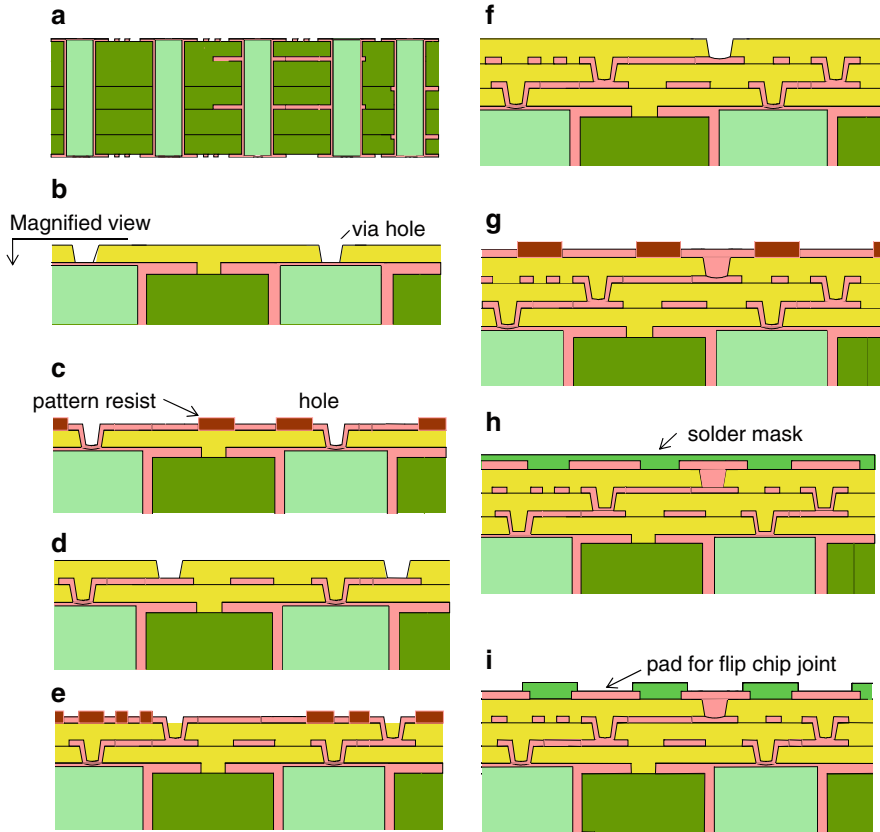 a
b
Magnified view
via hole
c
pattern resist
hole
d
e
f
g
h
solder mask
i
pad for flip chip joint